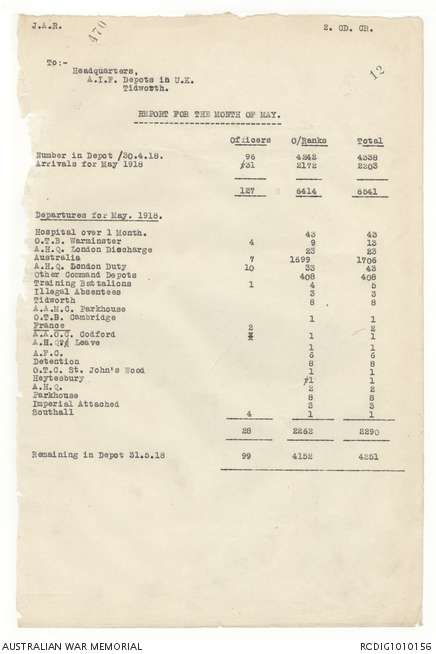 J.A.R. 470 2. CD. CR.
12
To:-
Headquarters,
A.I.F. Depots in U.K.
Tidworth.
REPORT FOR THE MONTH OF MAY.
Officers O/Ranks Total
Number in Depot /30.4.18. 96 4242 4338
Arrivals for May 1918 /31 2172 2203
127 6414 6541
Departures for May. 1918.
Hospital over 1 Month. 43 43
O.T.B. Warminster 4 9 13
A.H.Q. London Discharge 23 23
Australia 7 1699 1706
A.H.Q. London Duty 10 33 43
Other Command Depots 408 408
Training Battalions 1 4 5
Illegal Absentees 3 3
Tidworth 8 8
A.A.M.C. Parkhouse
O.T.B. Cambridge 1 1
France 2 2
A.A.O.C. Codford 1 1
A.H.Q. Leave 1 1
A.F.C. 6 6
Detention 8 8
O.T.C. St. John's Wood 1 1
Heytesbury /1 1
A.H.Q. 2 2
Parkhouse 8 8
Imperial Attached 3 3
Southall 4 1 1
28 2262 2290
Remaining in Depot 31.5.18 99 4152 4251
AUSTRALIAN WAR MEMORIAL RCDIG1010156